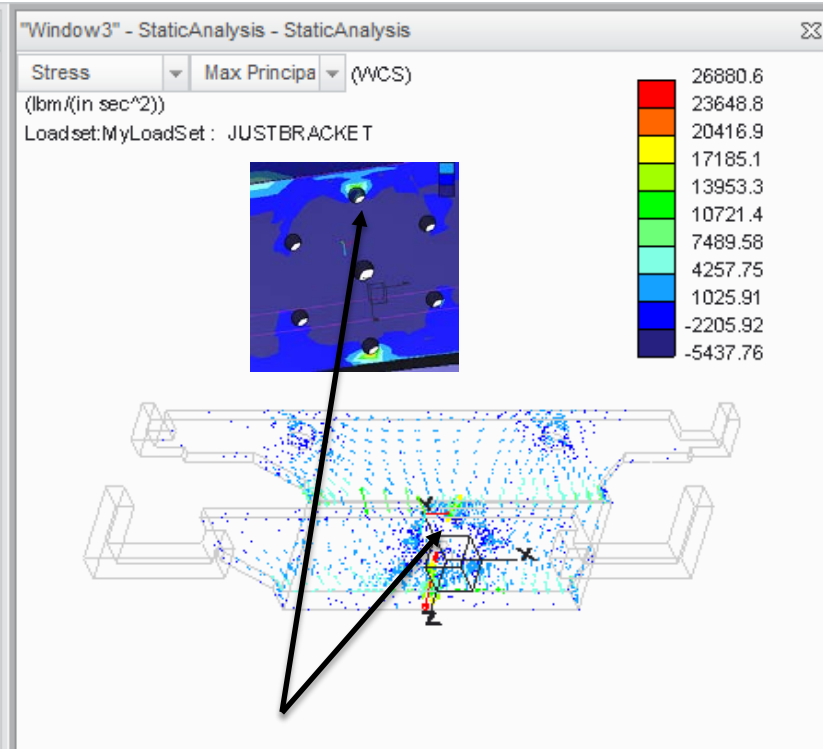 "Window3" - StaticAnalysis - StaticAnalysis
Stress Max Principa (WCS)
(lbm/(in sec^2))
Loadset:MyLoadSet : JUSTBRACKET
26880.6
23648.8
20416.9
17185.1
13953.3
10721.4
7489.58
4257.75
1025.91
-2205.92
-5437.76
Y
X
Z